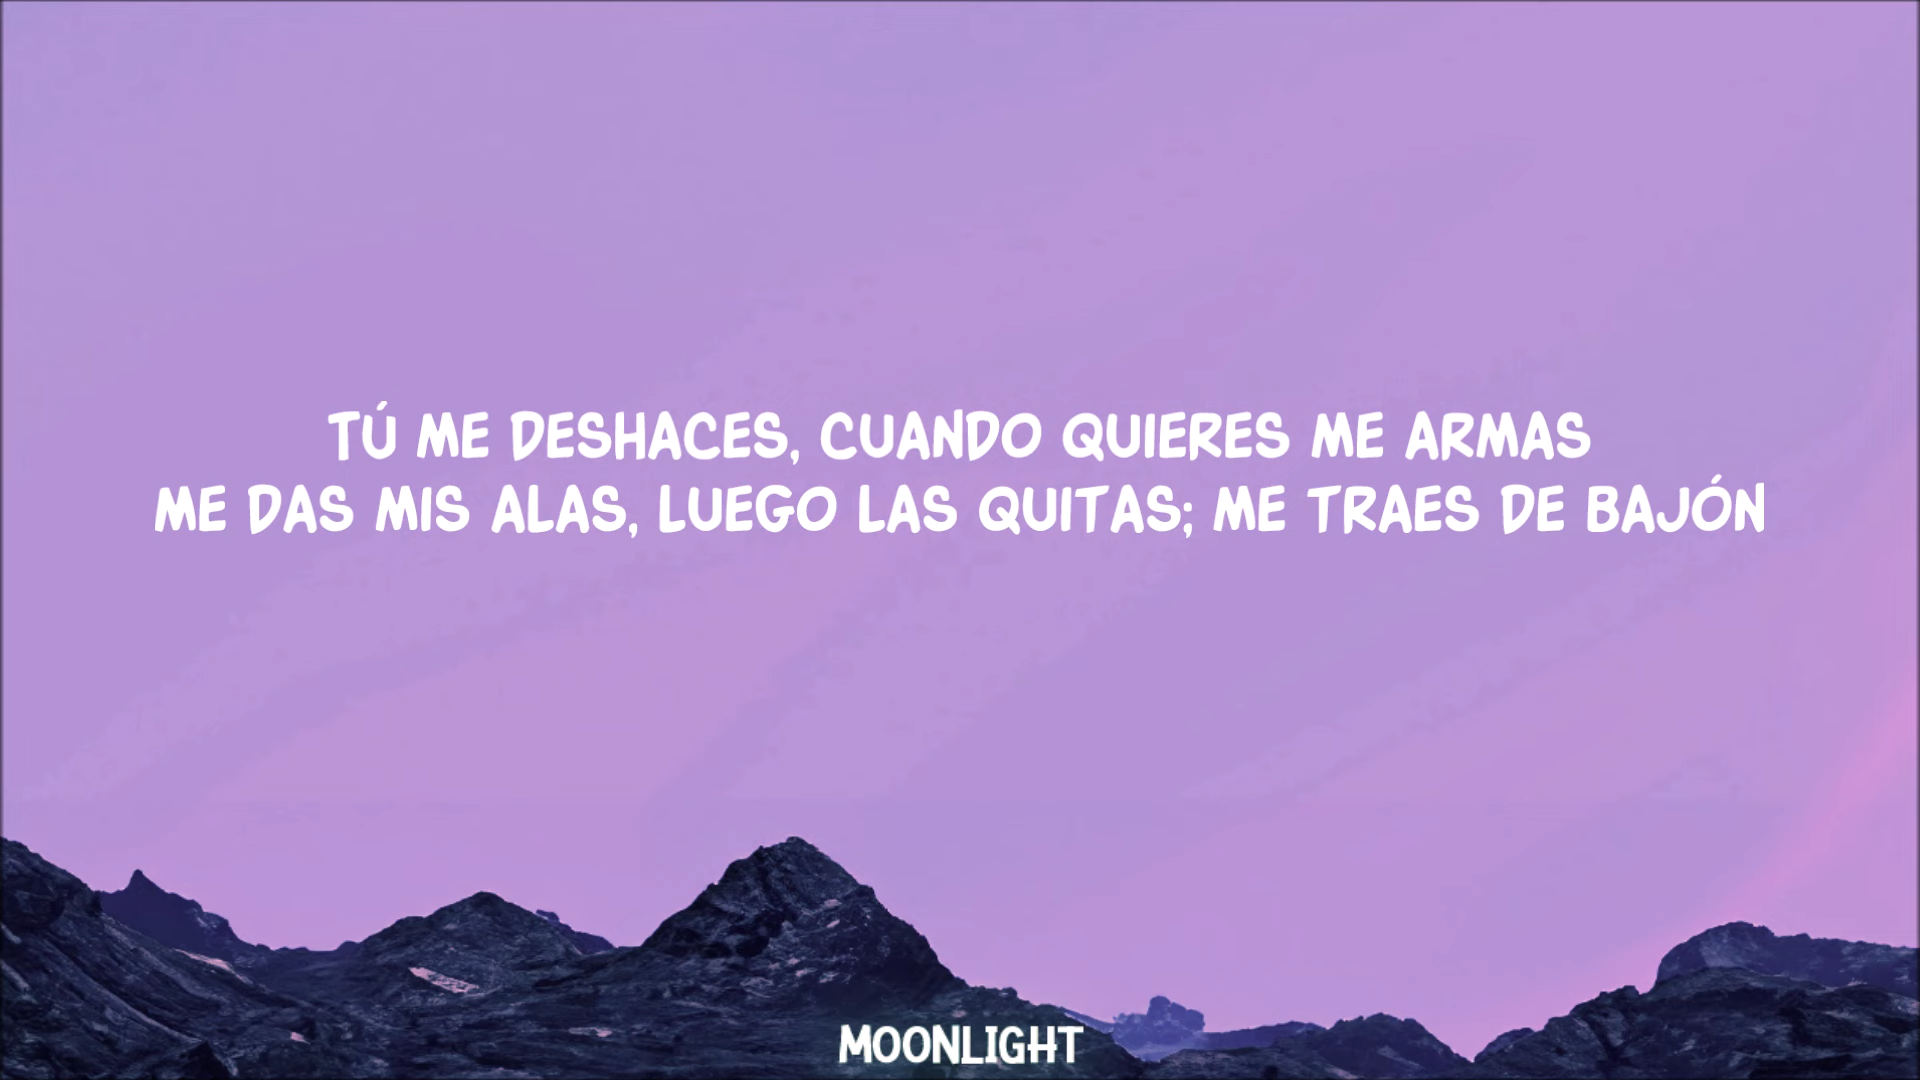 TÚ ME DESHACES, CUANDO QUIERES ME ARMAS
ME DAS MIS ALAS, LUEGO LAS QUITAS; ME TRAES DE BAJÓN
MOONLIGHT